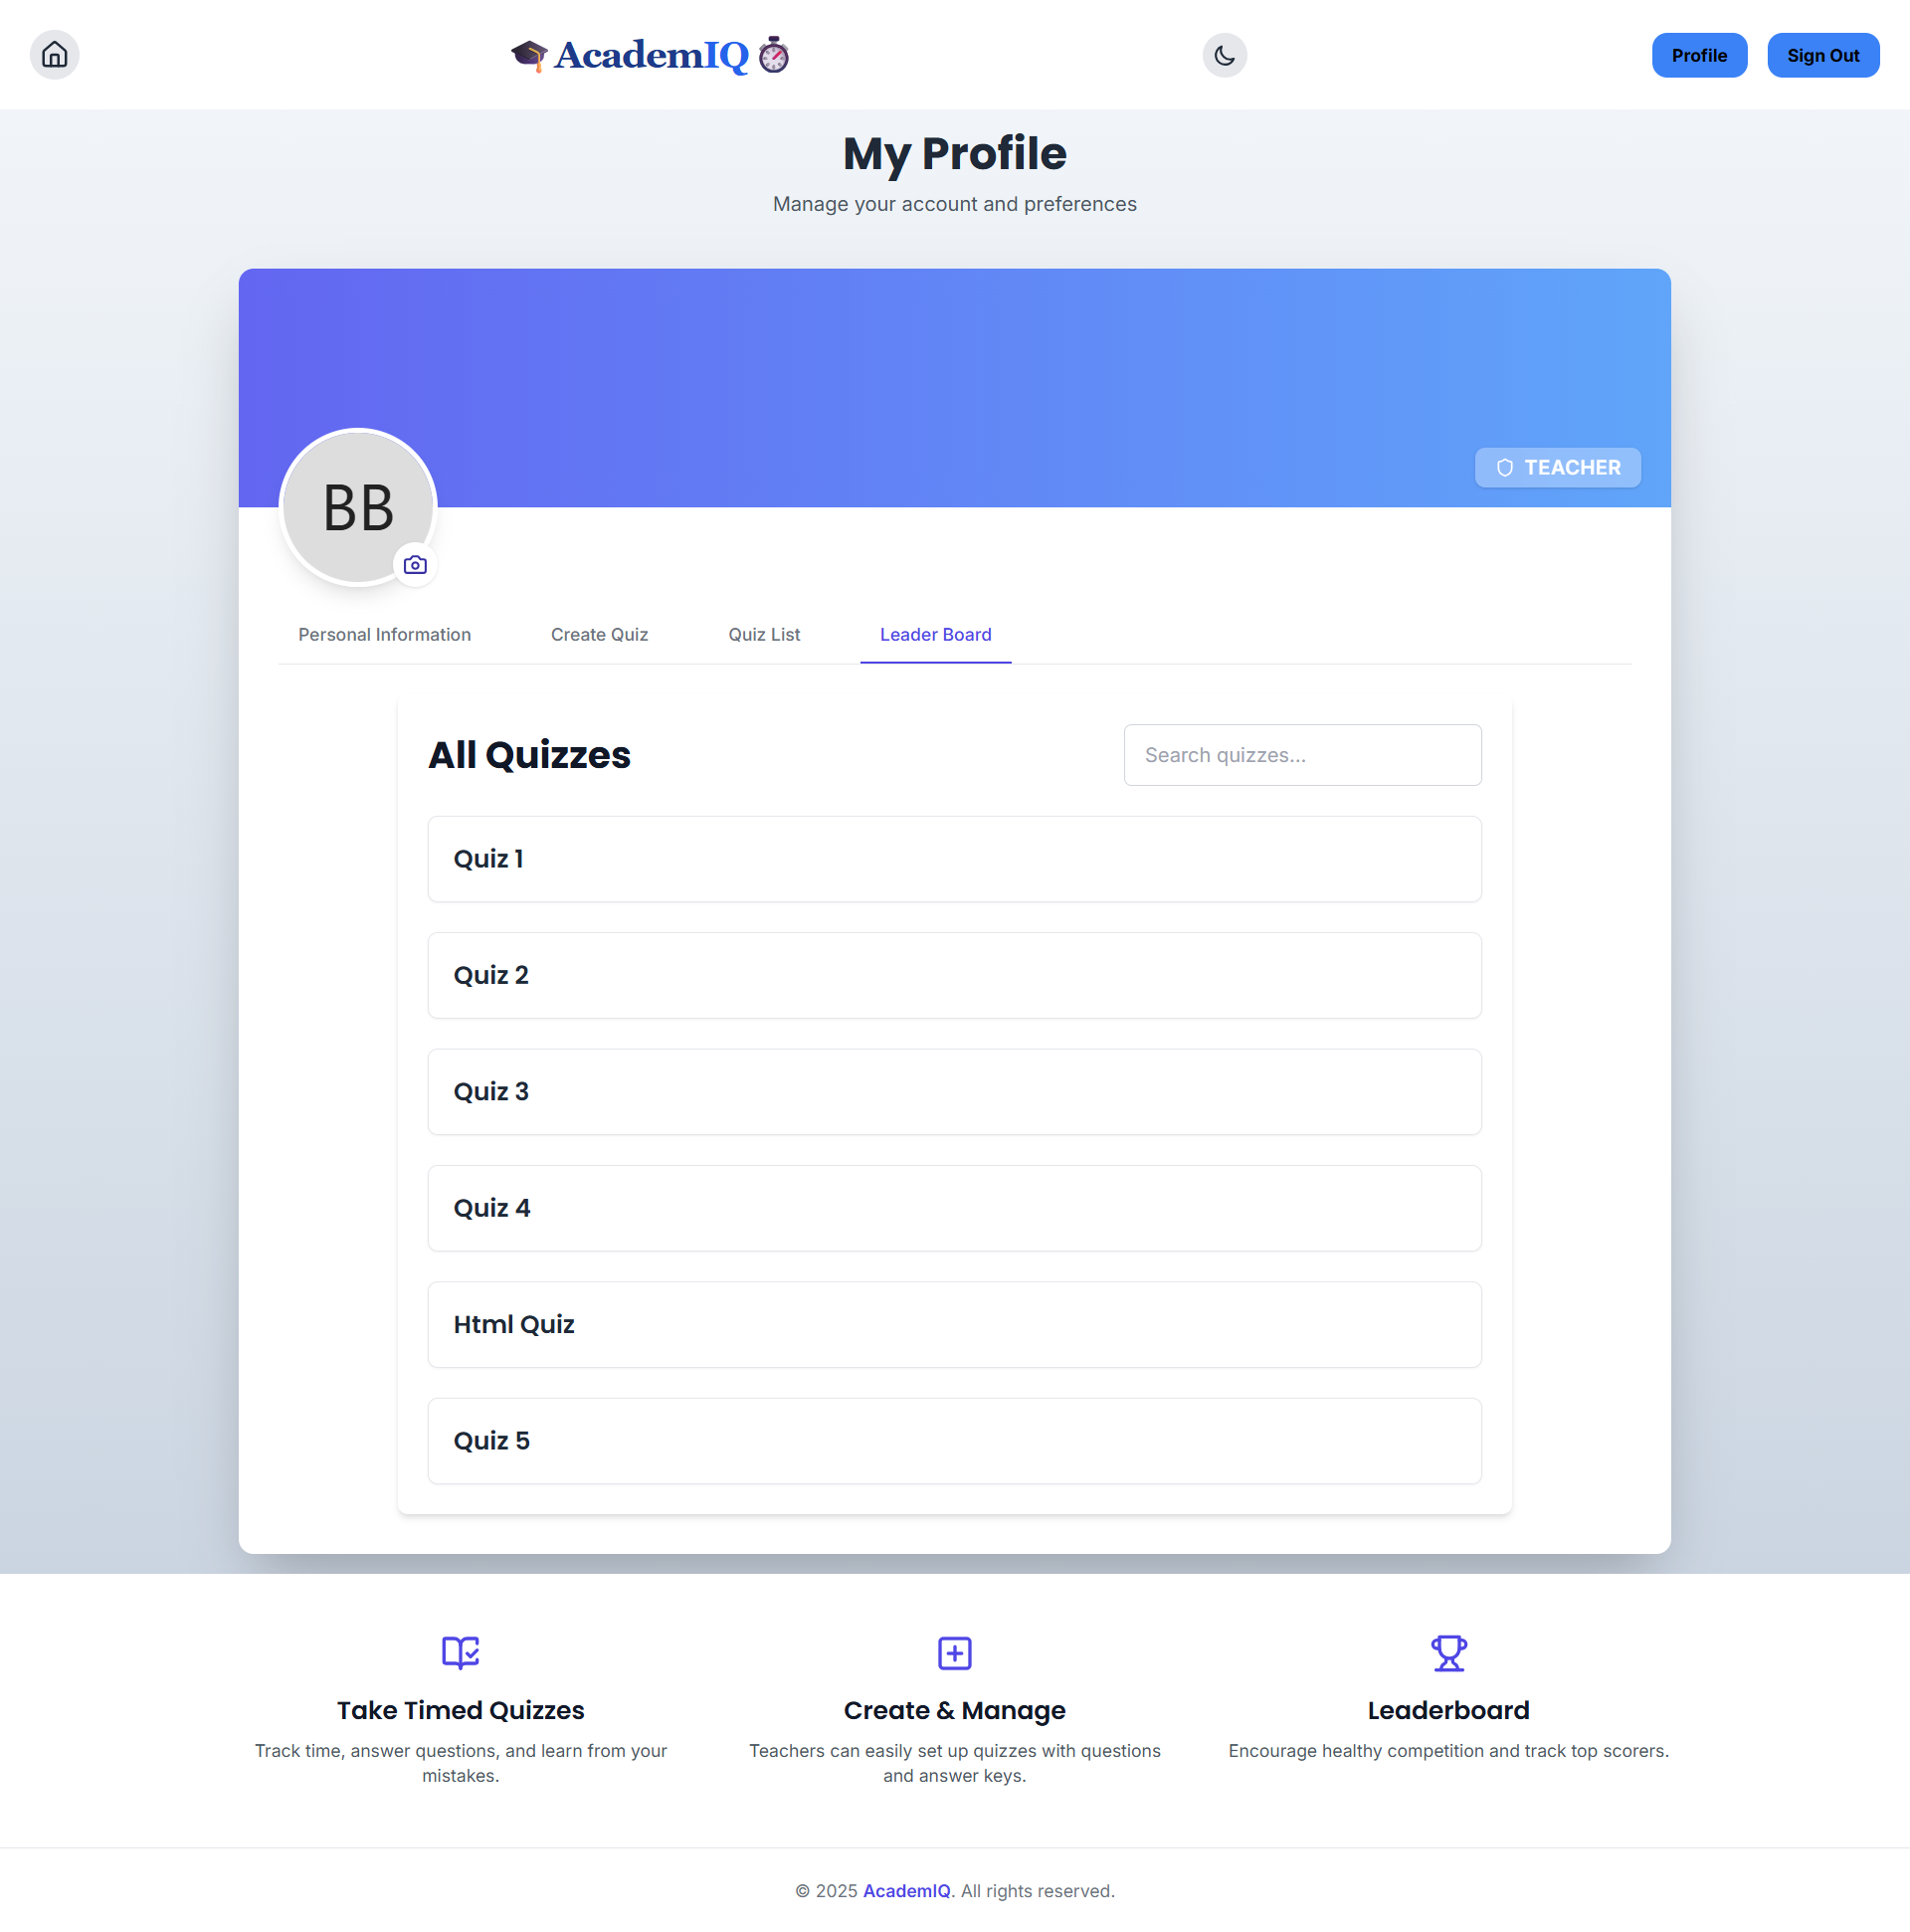 AcademIQ
Profile
Sign Out
My Profile
Manage your account and preferences
TEACHER
BB
Personal Information
Create Quiz
Quiz List
Leader Board
All Quizzes
Search quizzes...
Quiz 1
Quiz 2
Quiz 3
Quiz 4
Html Quiz
Quiz 5
Take Timed Quizzes
Track time, answer questions, and learn from your
mistakes.
Create & Manage
Teachers can easily set up quizzes with questions
and answer keys.
Leaderboard
Encourage healthy competition and track top scorers.
© 2025 AcademIQ. All rights reserved.